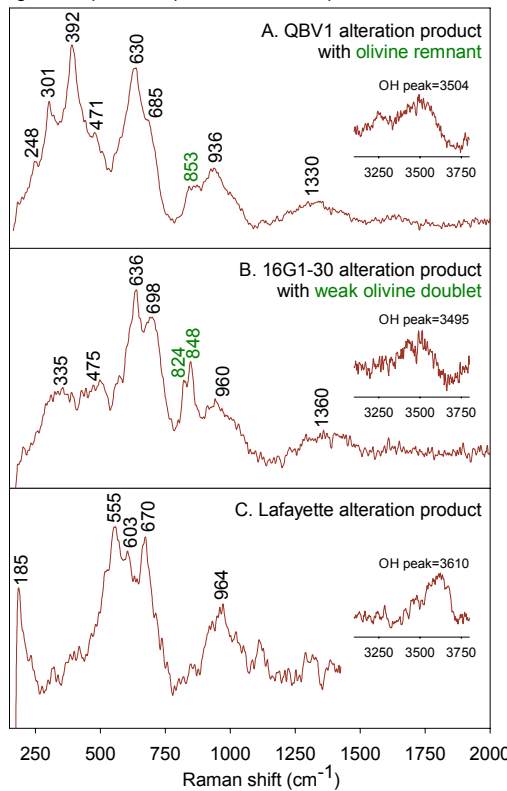 A. QBV1 alteration product
with olivine remnant
248
301
392
471
630
685
853
936
1330
OH peak=3504
3250 3500 3750
B. 16G1-30 alteration product
with weak olivine doublet
335
475
636
698
824
848
960
1360
OH peak=3495
3250 3500 3750
C. Lafayette alteration product
185
555
603
670
964
OH peak=3610
3250 3500 3750
250 500 750 1000 1250 1500 1750 2000
Raman shift (cm⁻¹)